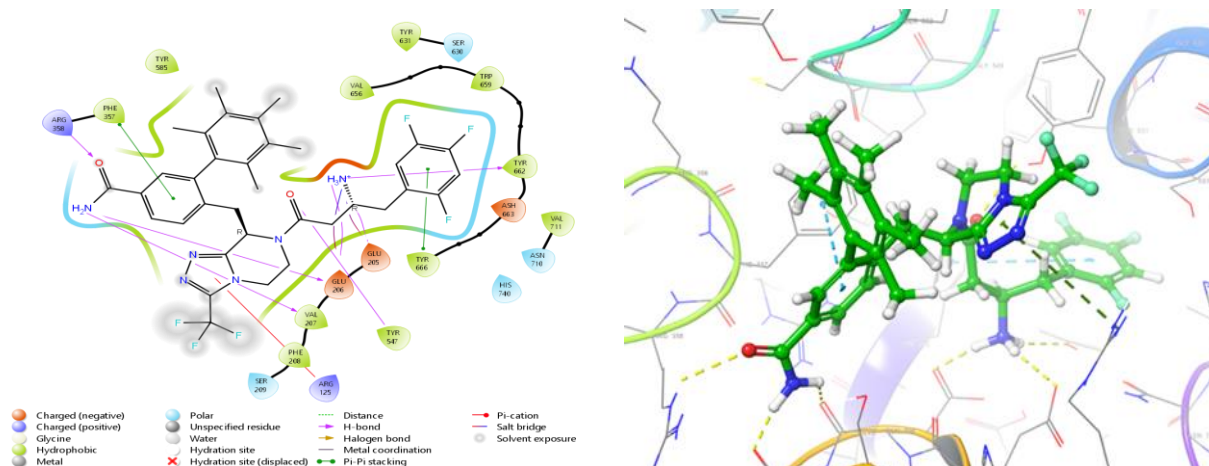 TYR
631
SER
630
TYR
585
VAL
656
TRP
659
PHE
357
ARG
358
F
F
O
H₃N⁺
TYR
662
H₂N
O
F
R
R
ASH
663
VAL
711
N
GLU
205
TYR
666
ASN
710
N
N
N
GLU
206
HIS
740
F
F
F
VAL
207
TYR
547
PHE
208
SER
209
ARG
125
Charged (negative)
Charged (positive)
Glycine
Hydrophobic
Metal
Polar
Unspecified residue
Water
Hydration site
Hydration site (displaced)
Distance
H-bond
Halogen bond
Metal coordination
Pi-Pi stacking
Pi-cation
Salt bridge
Solvent exposure